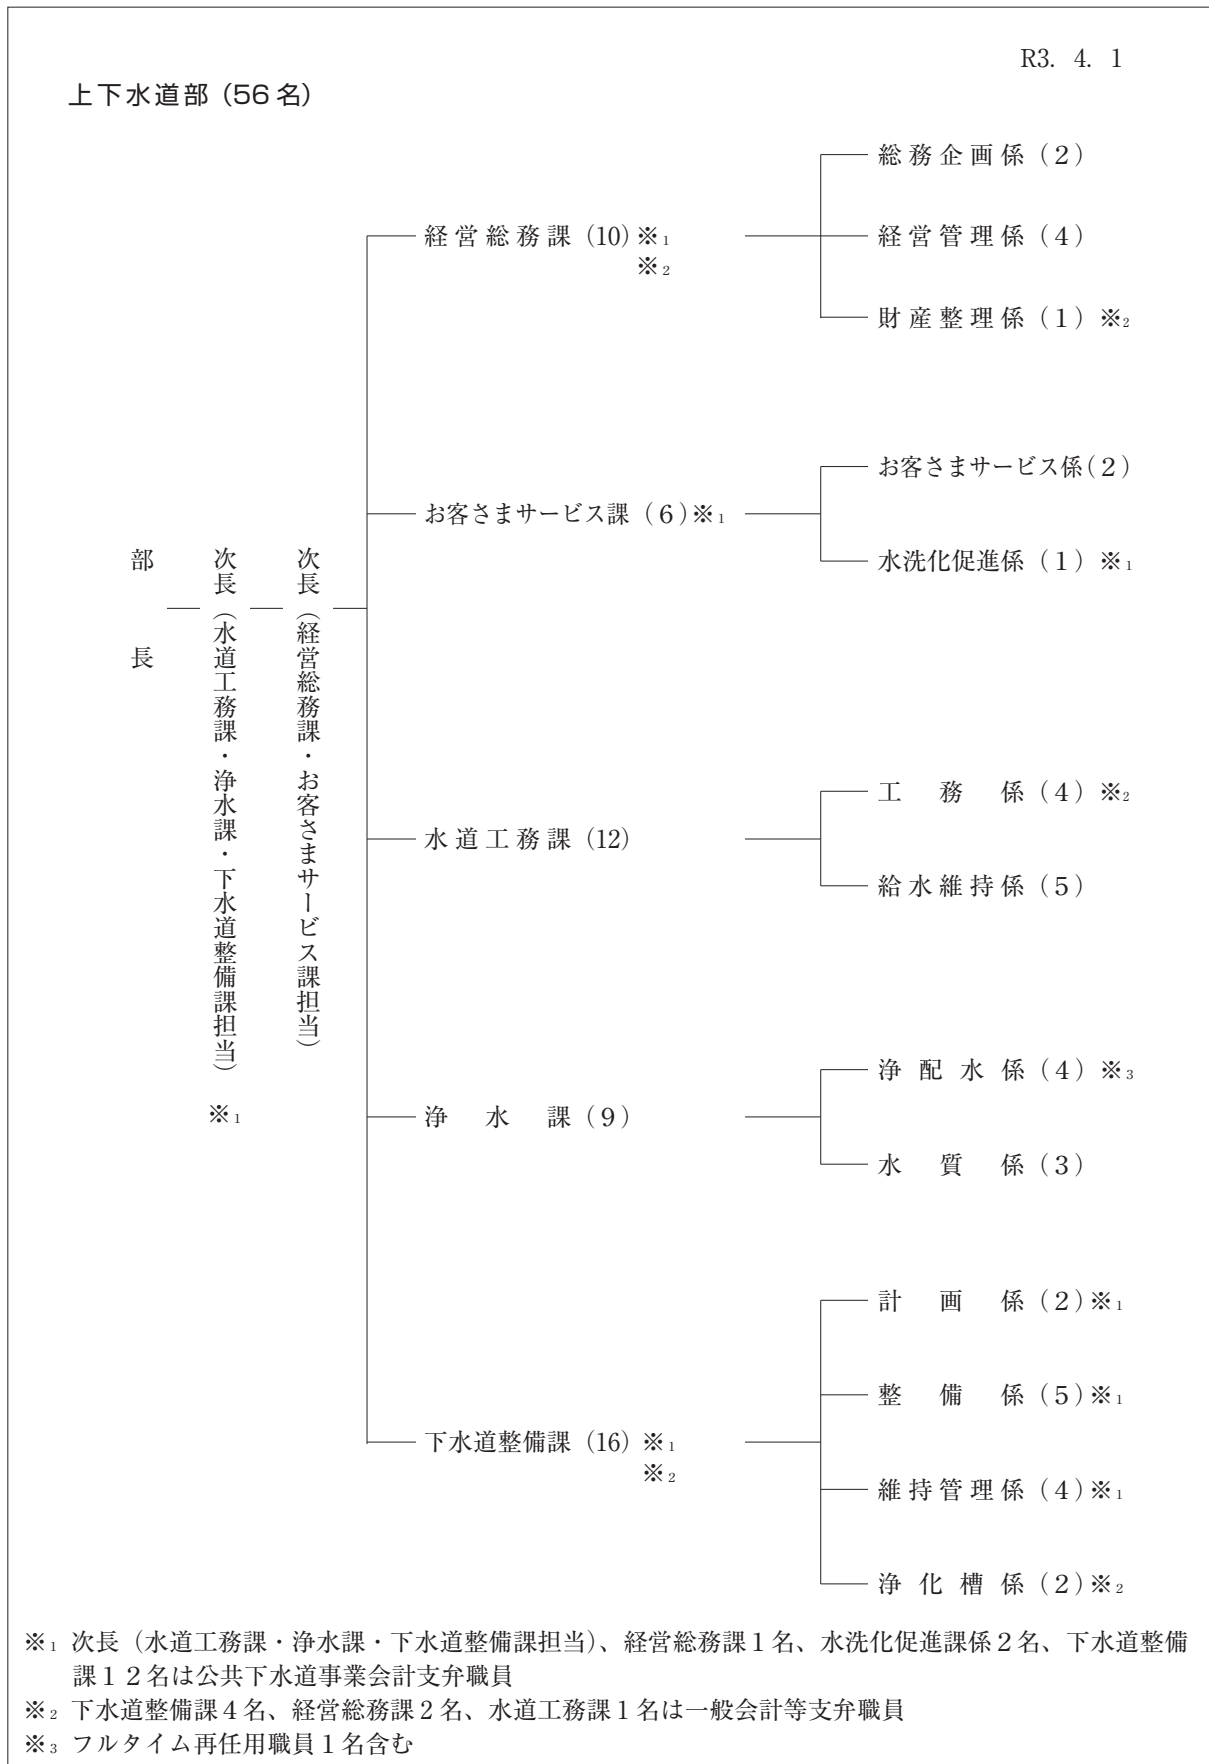 R3. 4. 1
上下水道部(56名)
部長
次長(水道工務課・浄水課・下水道整備課担当) ※1
次長(経営総務課・お客さまサービス課担当)
経営総務課(10)※1
※2
総務企画係(2)
経営管理係(4)
財産整理係(1)※2
お客さまサービス課(6)※1
お客さまサービス係(2)
水洗化促進係(1)※1
水道工務課(12)
工務係(4)※2
給水維持係(5)
浄水課(9)
浄配水係(4)※3
水質係(3)
下水道整備課(16)※1
※2
計画係(2)※1
整備係(5)※1
維持管理係(4)※1
浄化槽係(2)※2
※1 次長(水道工務課・浄水課・下水道整備課担当)、経営総務課1名、水洗化促進課係2名、下水道整備
課12名は公共下水道事業会計支弁職員
※2 下水道整備課4名、経営総務課2名、水道工務課1名は一般会計等支弁職員
※3 フルタイム再任用職員1名含む